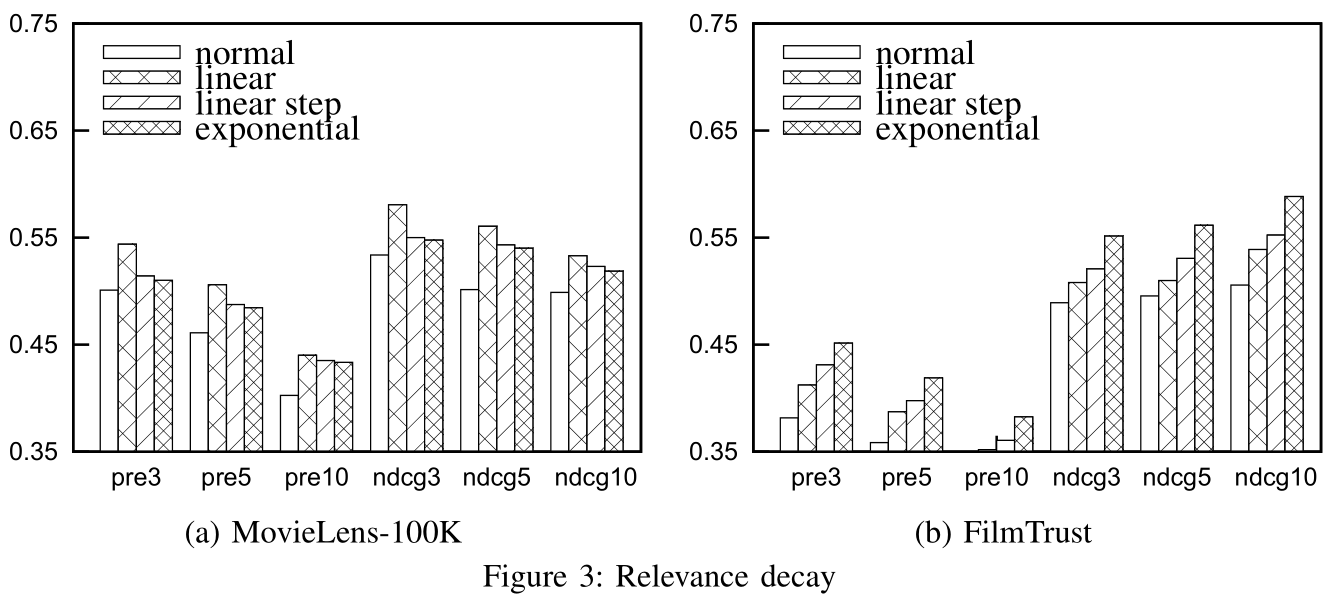 0.75
0.65
0.55
0.45
0.35
normal
linear
linear step
exponential
pre3 pre5 pre10 ndcg3 ndcg5 ndcg10
(a) MovieLens-100K
0.75
0.65
0.55
0.45
0.35
normal
linear
linear step
exponential
pre3 pre5 pre10 ndcg3 ndcg5 ndcg10
(b) FilmTrust
Figure 3: Relevance decay